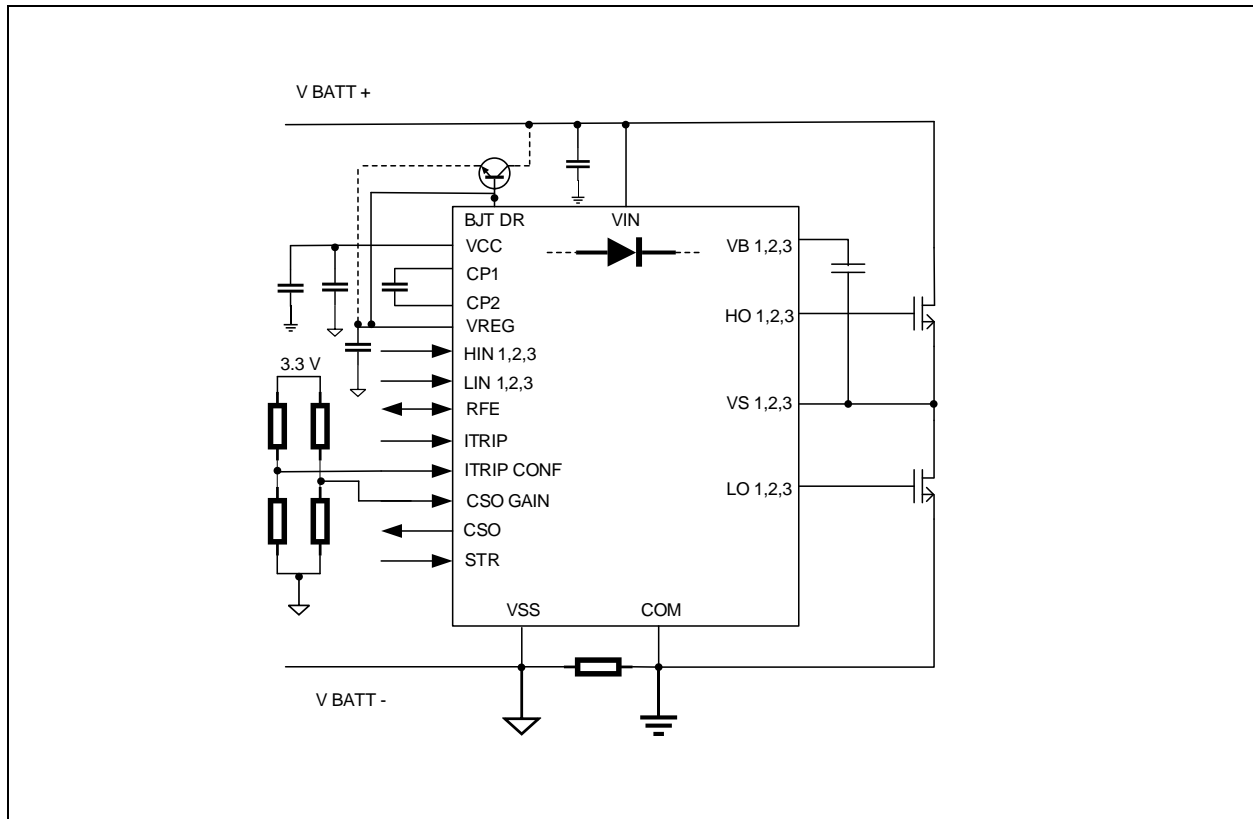 V BATT +
BJT DR
VIN
VCC
VB 1,2,3
CP1
CP2
HO 1,2,3
VREG
HIN 1,2,3
3.3 V
LIN 1,2,3
RFE
VS 1,2,3
ITRIP
ITRIP CONF
LO 1,2,3
CSO GAIN
CSO
STR
VSS
COM
V BATT -